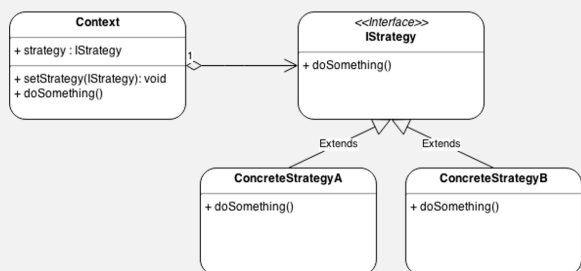 Context
+ strategy : IStrategy
+ setStrategy(IStrategy): void
+ doSomething()
1
<<Interface>>
IStrategy
+ doSomething()
Extends
Extends
ConcreteStrategyA
+ doSomething()
ConcreteStrategyB
+ doSomething()